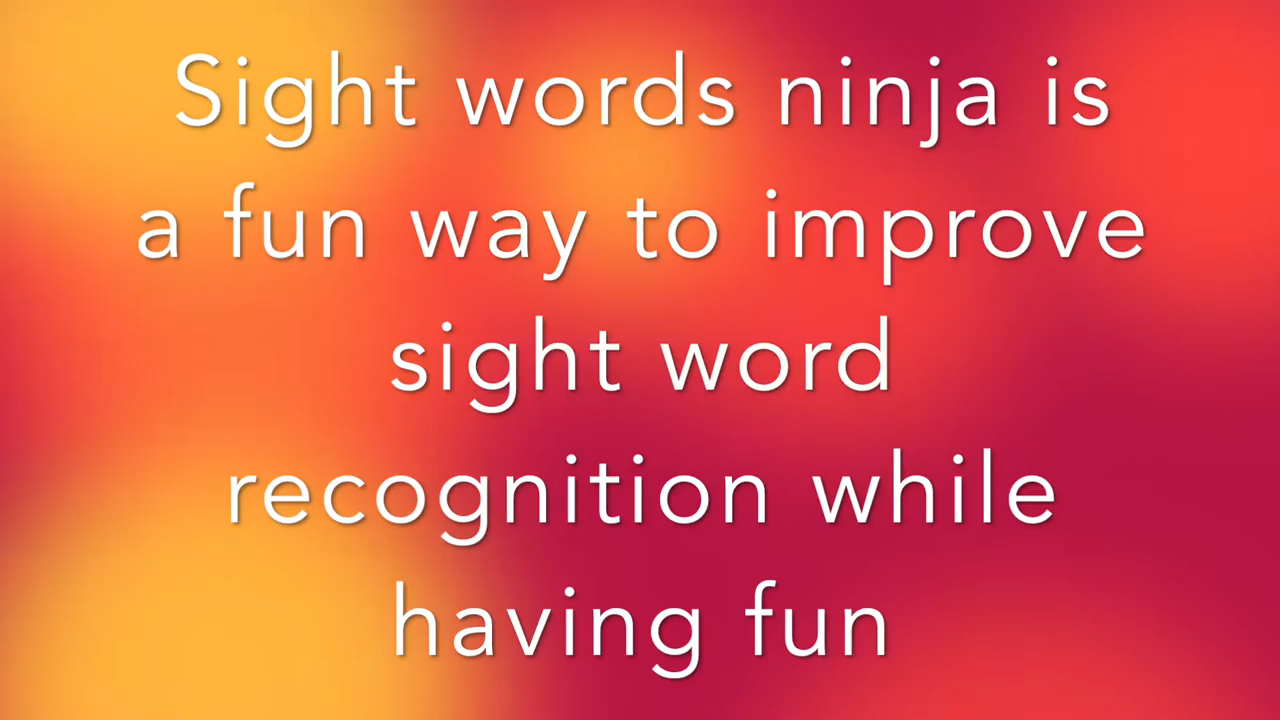 Sight words ninja is
a fun way to improve
sight word
recognition while
having fun